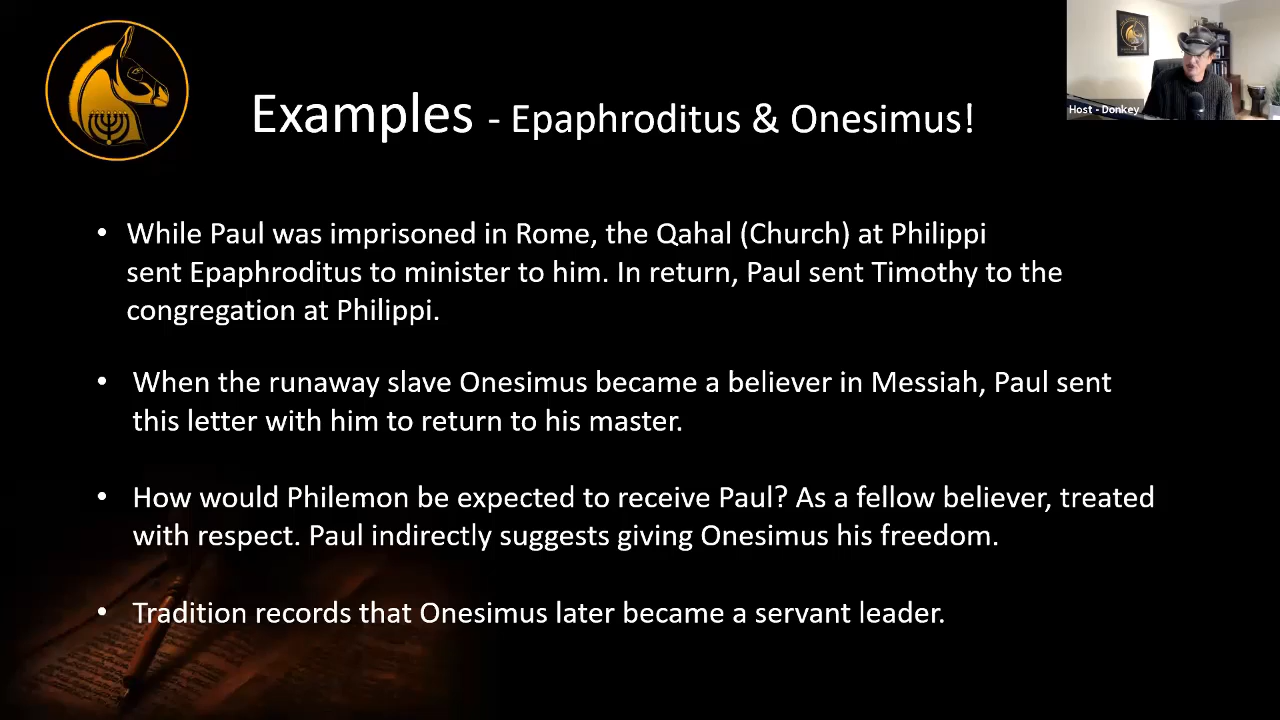 Examples - Epaphroditus & Onesimus!
Host - Donkey
• While Paul was imprisoned in Rome, the Qahal (Church) at Philippi
sent Epaphroditus to minister to him. In return, Paul sent Timothy to the
congregation at Philippi.
• When the runaway slave Onesimus became a believer in Messiah, Paul sent
this letter with him to return to his master.
• How would Philemon be expected to receive Paul? As a fellow believer, treated
with respect. Paul indirectly suggests giving Onesimus his freedom.
• Tradition records that Onesimus later became a servant leader.